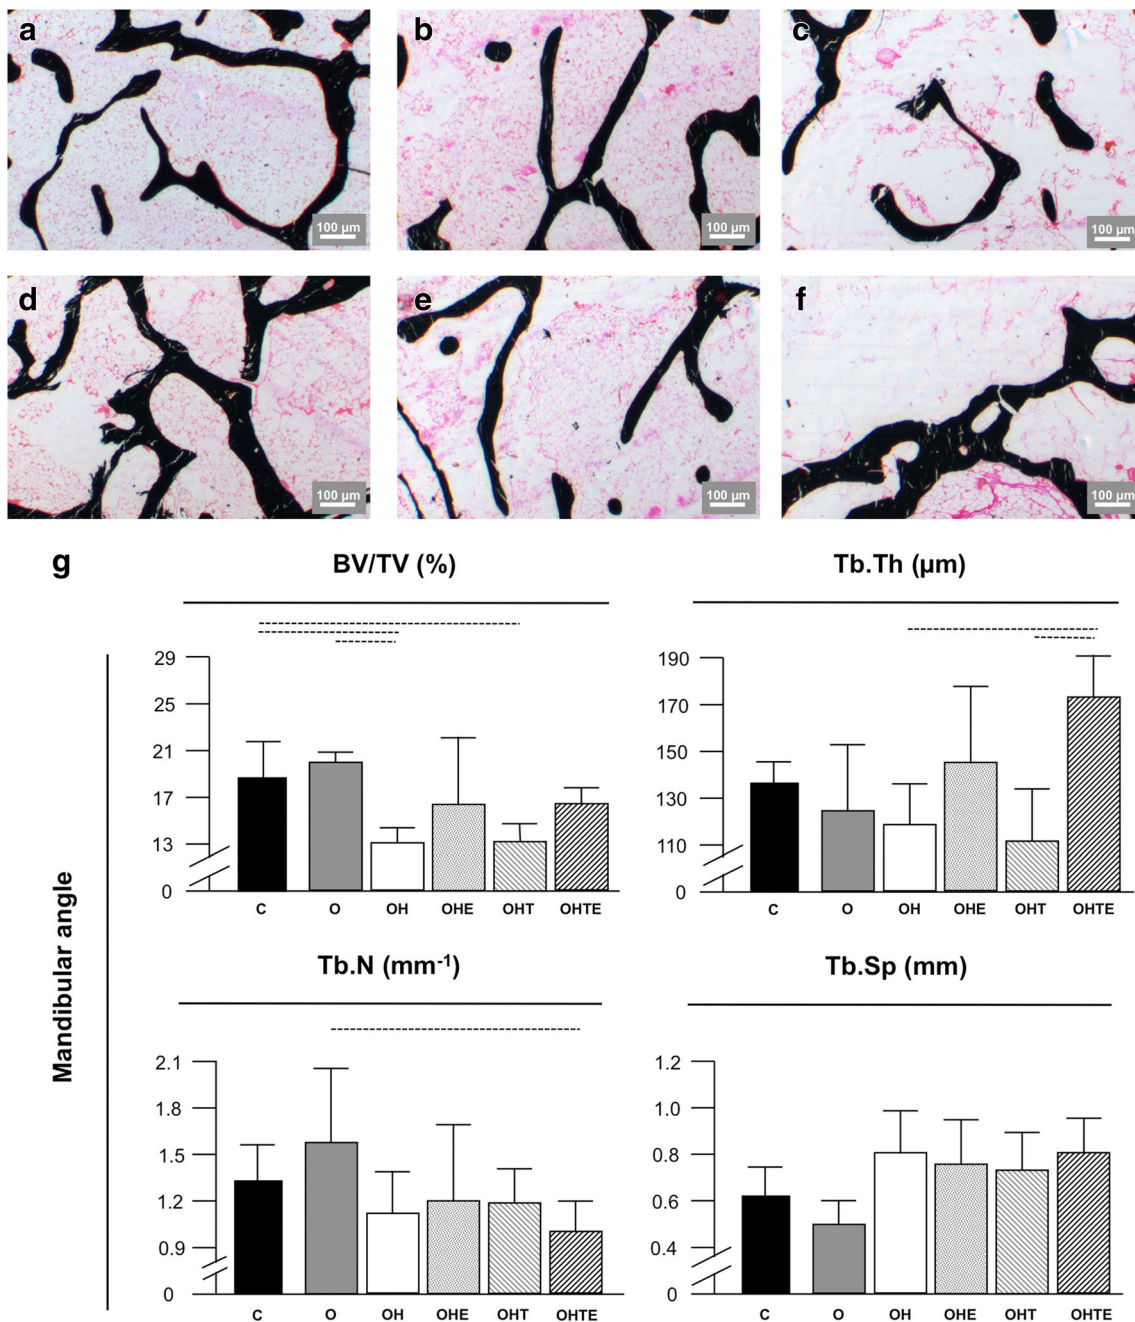 a
b
c
100 µm
100 µm
100 µm
d
e
f
100 µm
100 µm
100 µm
g
BV/TV (%)
Tb.Th (µm)
Mandibular angle
29
25
21
17
13
0
C
O
OH
OHE
OHT
OHTE
190
170
150
130
110
0
C
O
OH
OHE
OHT
OHTE
Tb.N (mm⁻¹)
Tb.Sp (mm)
2.1
1.8
1.5
1.2
0.9
0
C
O
OH
OHE
OHT
OHTE
1.2
1.0
0.8
0.6
0.4
0
C
O
OH
OHE
OHT
OHTE